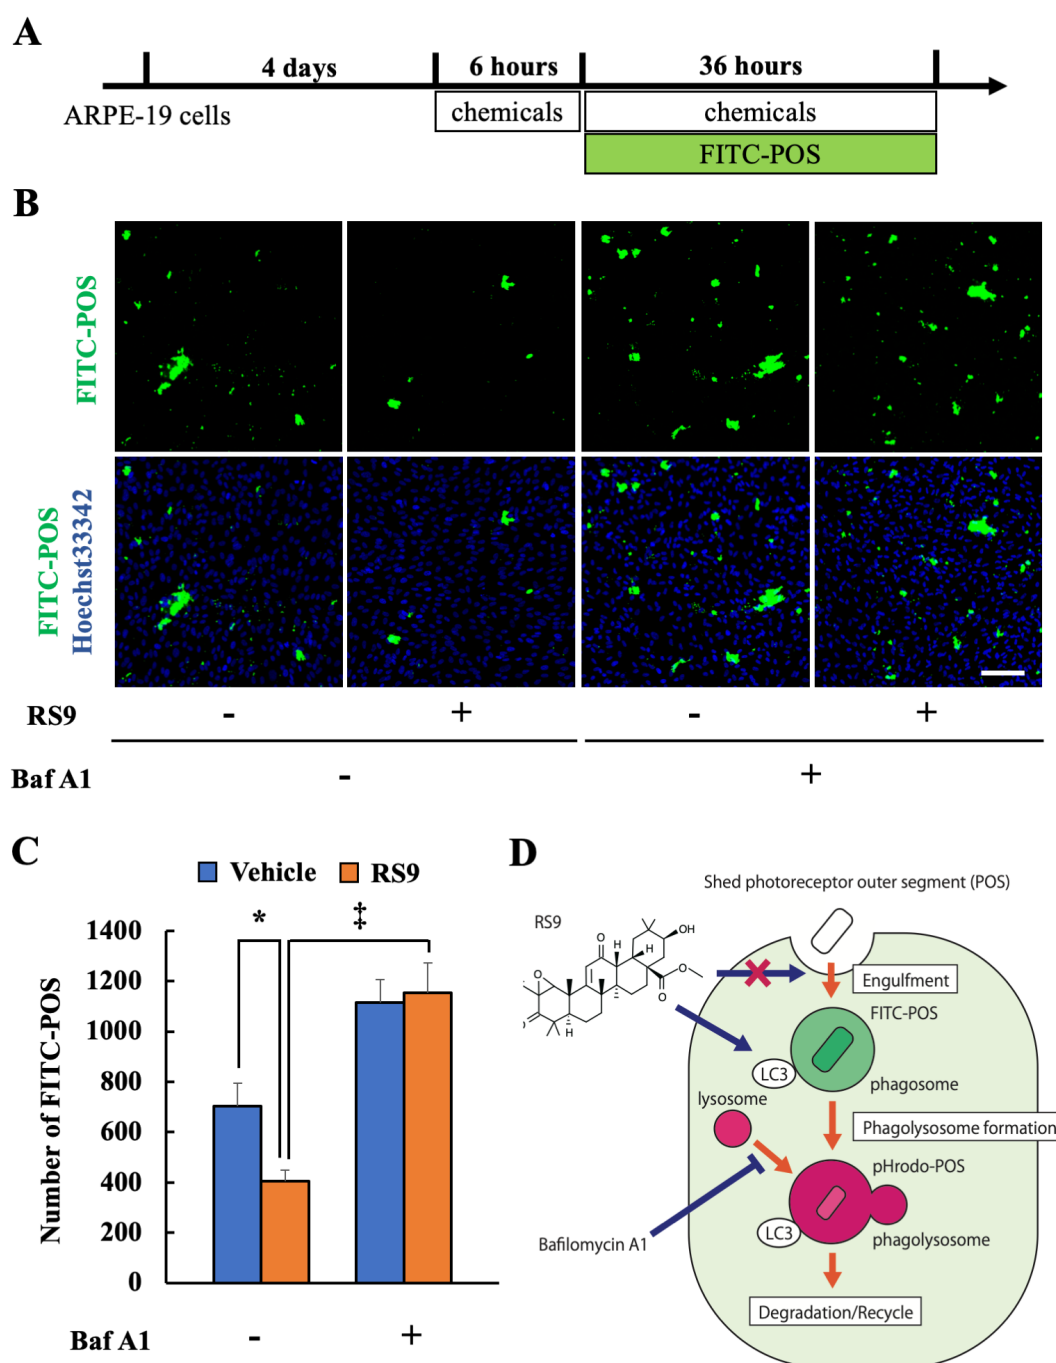 A
4 days
6 hours
36 hours
ARPE-19 cells
chemicals
chemicals
FITC-POS
B
FITC-POS
FITC-POS
Hoechst33342
RS9
-
+
-
+
Baf A1
-
+
C
Vehicle
RS9
*
‡
Number of FITC-POS
1400
1200
1000
800
600
400
200
0
Baf A1
-
+
D
Shed photoreceptor outer segment (POS)
RS9
OH
O
H
H
O
O
O
O
H
Engulfment
FITC-POS
LC3
phagosome
lysosome
Phagolysosome formation
pHrodo-POS
LC3
phagolysosome
Bafilomycin A1
Degradation/Recycle